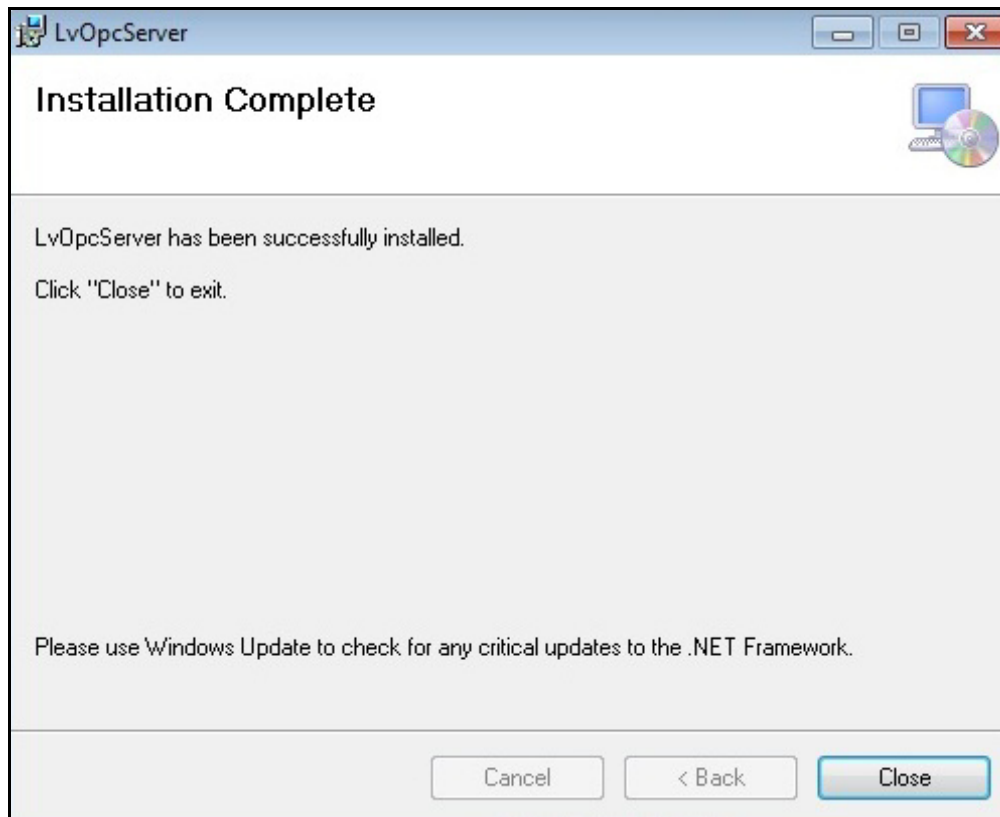 LvOpcServer
Installation Complete
LvOpcServer has been successfully installed.
Click "Close" to exit.
Please use Windows Update to check for any critical updates to the .NET Framework.
Cancel
< Back
Close